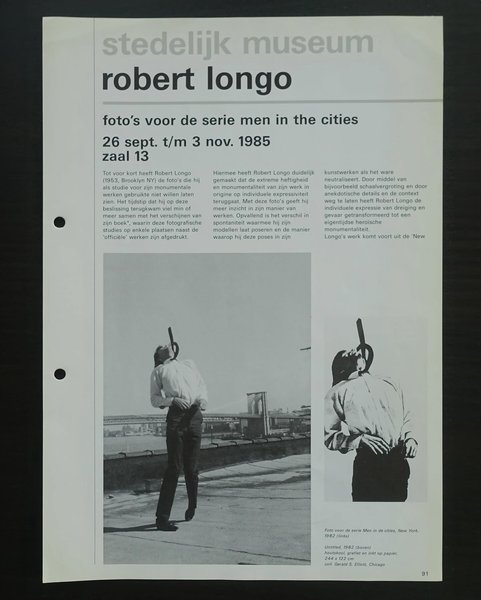 stedelijk museum
robert longo
foto's voor de serie men in the cities
26 sept. t/m 3 nov. 1985
zaal 13
Tot voor kort heeft Robert Longo
(1953, Brooklyn NY) de foto's die hij
als studie voor zijn monumentale
werken gebruikte niet willen laten
zien. Het tijdstip dat hij op deze
beslissing terugkwam viel min of
meer samen met het verschijnen van
zijn boek*, waarin deze fotografische
studies op enkele plaatsen naast de
'officiële' werken zijn afgedrukt.
Hiermee heeft Robert Longo duidelijk
gemaakt dat de extreme heftigheid
en monumentaliteit van zijn werk in
origine op individuele expressiviteit
teruggaat. Met deze foto's geeft hij
meer inzicht in zijn manier van
werken. Opvallend is het verschil in
spontaniteit waarmee hij zijn
modellen laat poseren en de manier
waarop hij deze poses in zijn
kunstwerken als het ware
neutraliseert. Door middel van
bijvoorbeeld schaalvergroting en door
anekdotische details en de context
weg te laten heeft Robert Longo de
individuele expressie van dreiging en
gevaar getransformeerd tot een
eigentijdse heroïsche
monumentaliteit.
Longo's werk komt voort uit de 'New
Foto voor de serie Men in de cities, New York,
1982 (links)
Untitled, 1982 (boven)
houtskool, grafiet en inkt op papier,
244 x 122 cm
coll. Gerald S. Elliott, Chicago
91